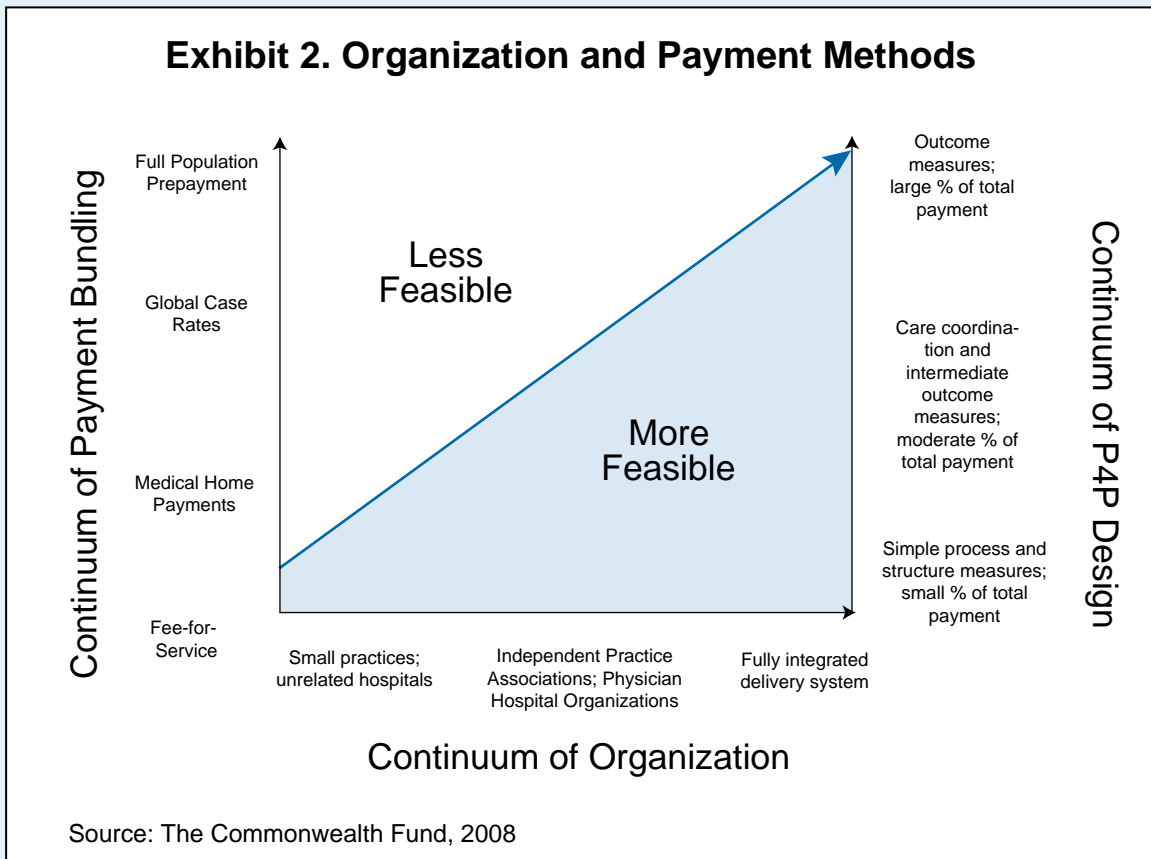 Exhibit 2. Organization and Payment Methods
Continuum of Payment Bundling
Full Population
Prepayment
Global Case
Rates
Medical Home
Payments
Fee-for-
Service
Less
Feasible
More
Feasible
Outcome
measures;
large % of total
payment
Care coordina-
tion and
intermediate
outcome
measures;
moderate % of
total payment
Simple process and
structure measures;
small % of total
payment
Continuum of P4P Design
Small practices;
unrelated hospitals
Independent Practice
Associations; Physician
Hospital Organizations
Fully integrated
delivery system
Continuum of Organization
Source: The Commonwealth Fund, 2008